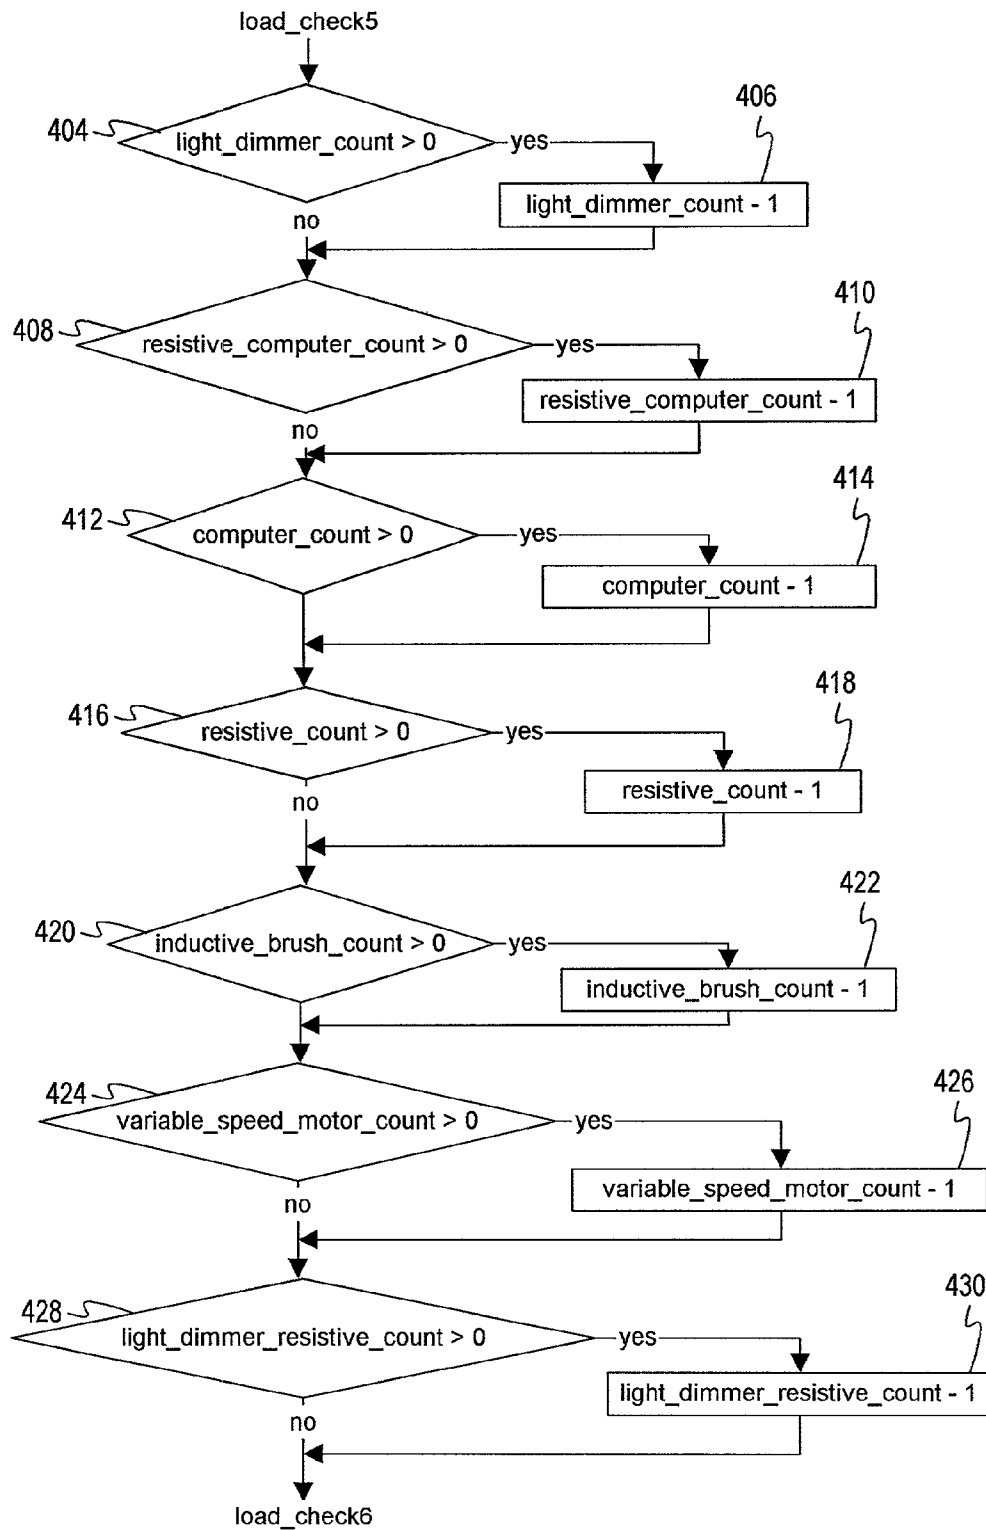 load_check5
404
light_dimmer_count > 0
yes
406
light_dimmer_count - 1
no
408
resistive_computer_count > 0
yes
410
resistive_computer_count - 1
no
412
computer_count > 0
yes
414
computer_count - 1
416
resistive_count > 0
yes
418
resistive_count - 1
no
420
inductive_brush_count > 0
yes
422
inductive_brush_count - 1
424
variable_speed_motor_count > 0
yes
426
variable_speed_motor_count - 1
no
428
light_dimmer_resistive_count > 0
yes
430
light_dimmer_resistive_count - 1
no
load_check6